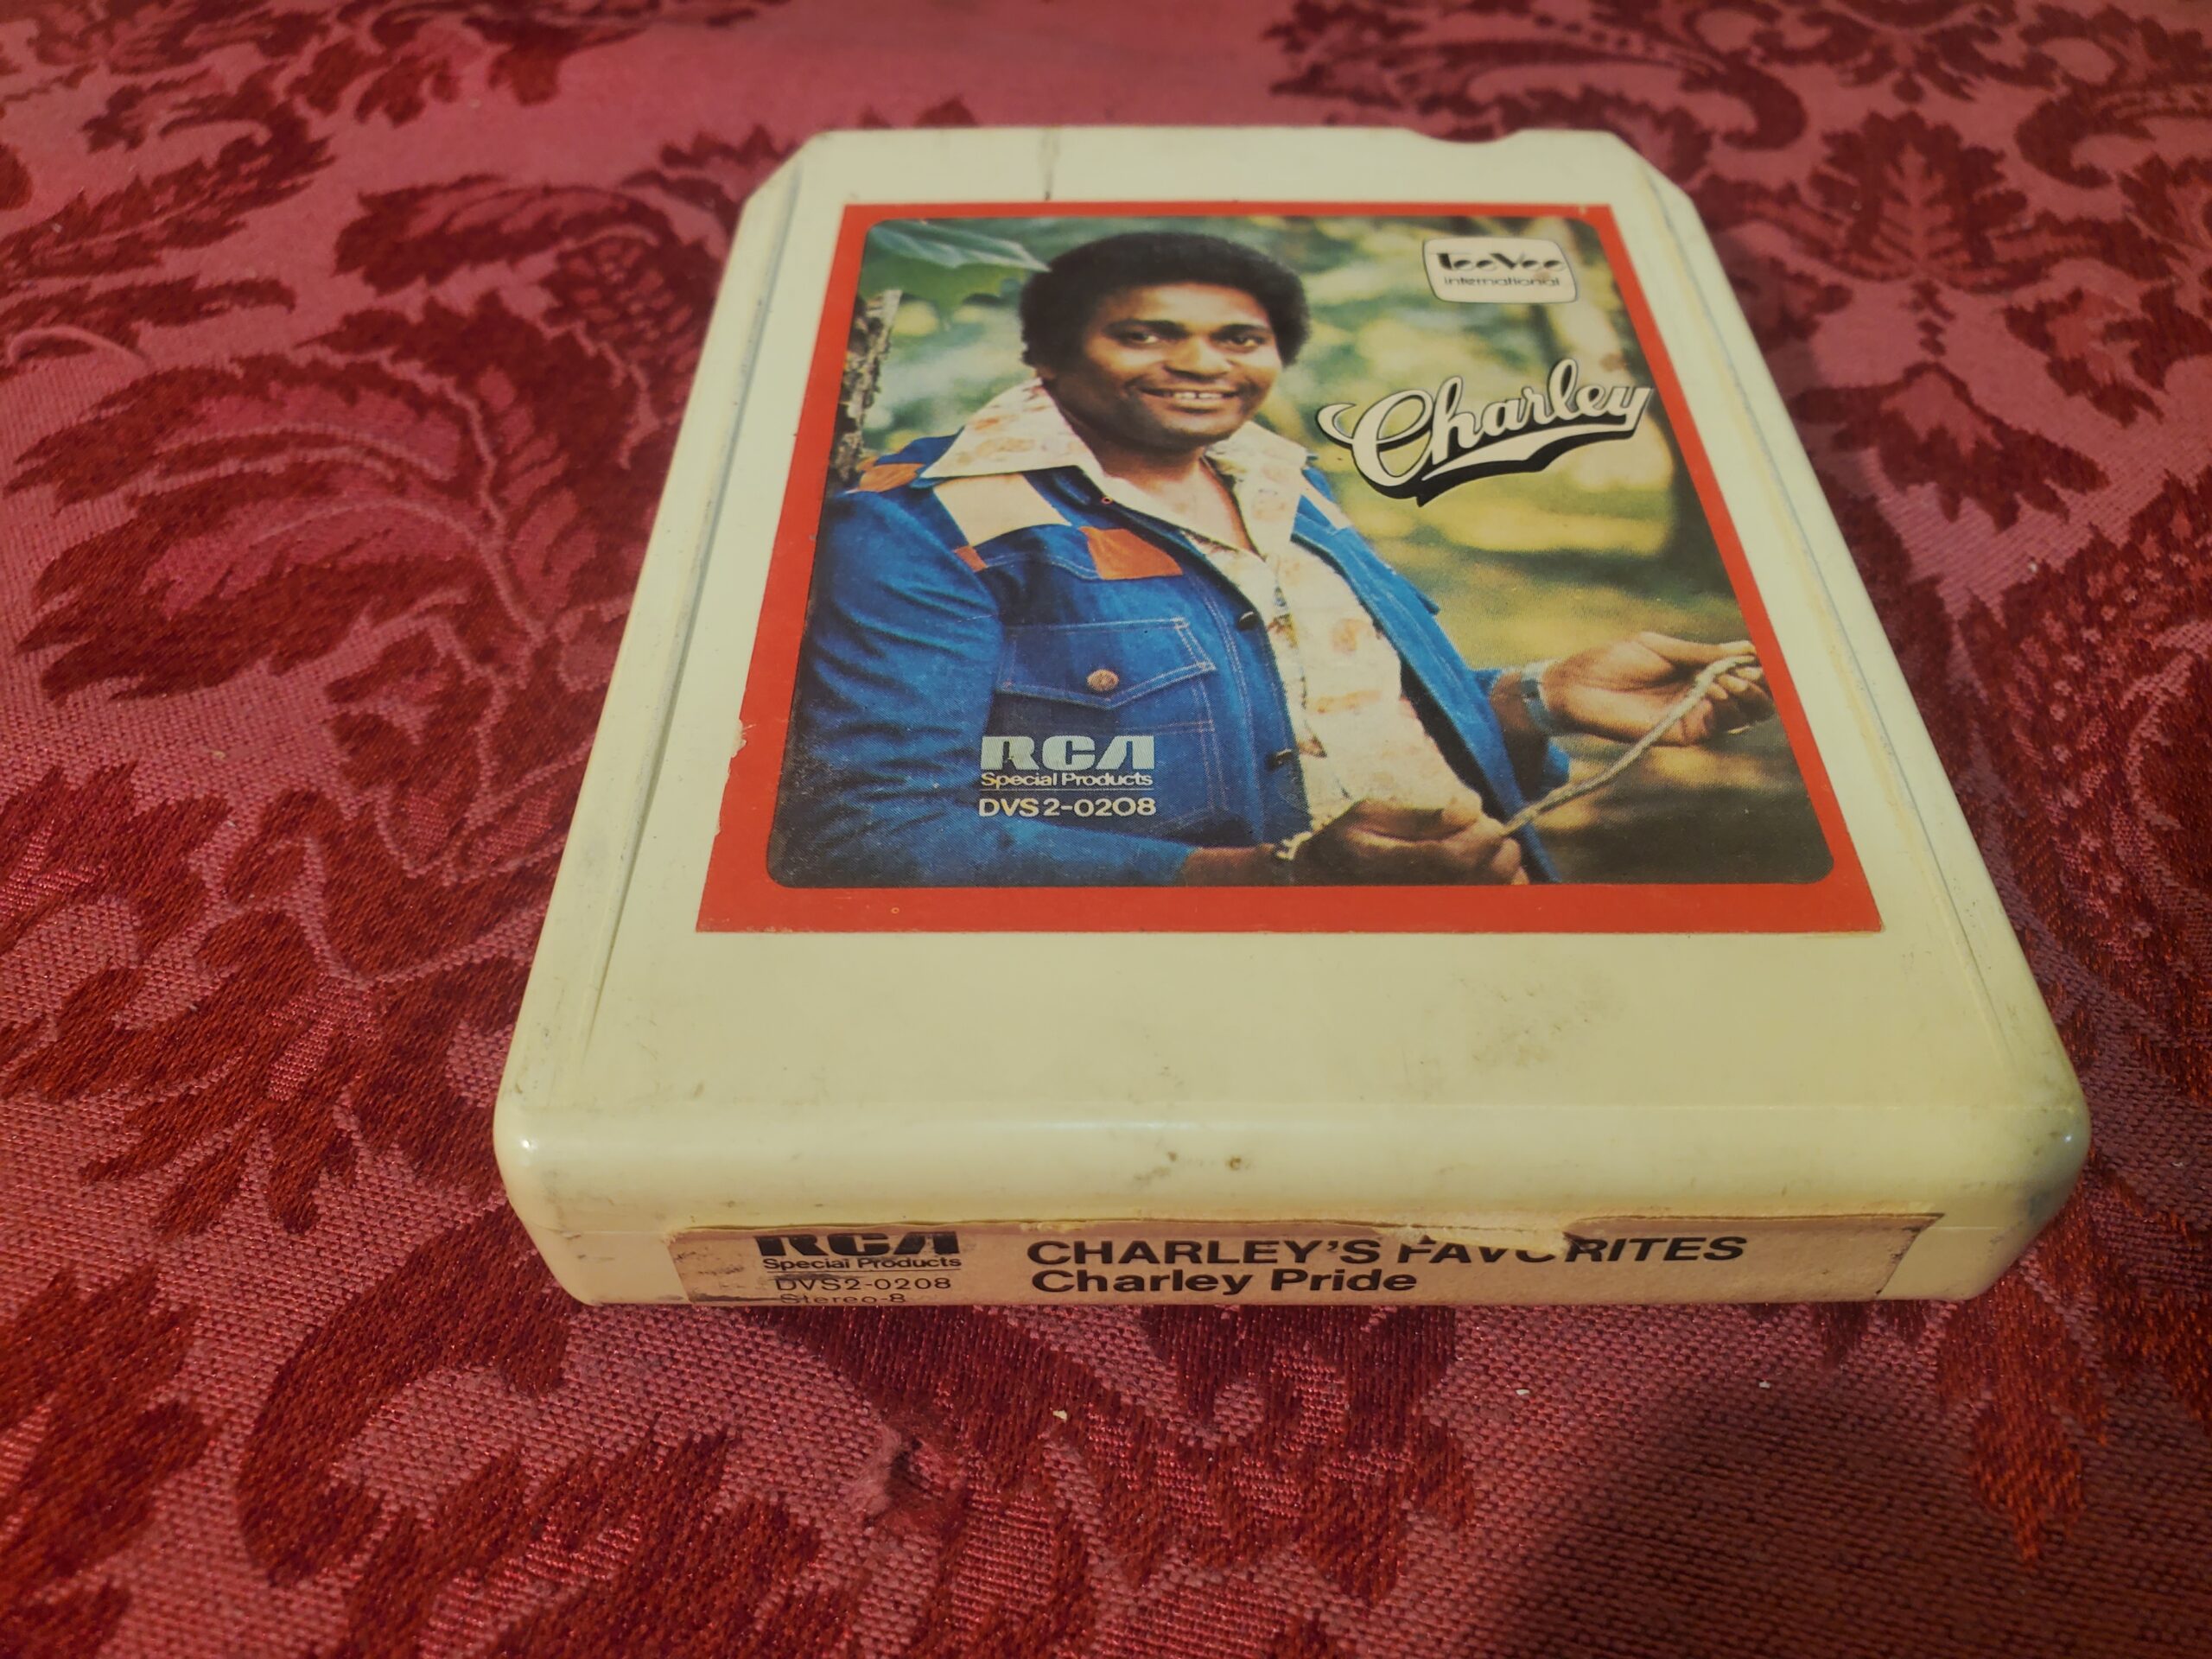 TeeVee
international
Charley
RCA
Special Products
DVS2-0208
RCA
Special Products
DVS2-0208
Stereo-8
CHARLEY'S FAVORITES
Charley Pride